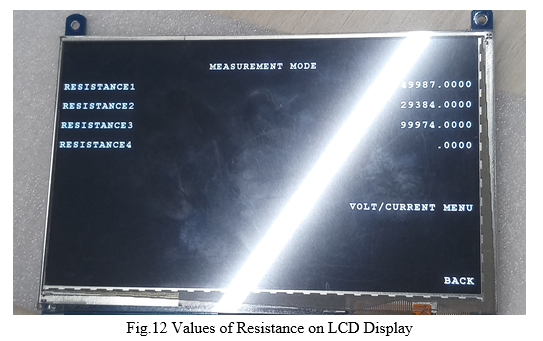 MEASUREMENT MODE
RESISTANCE1 49987.0000
RESISTANCE2 29384.0000
RESISTANCE3 99974.0000
RESISTANCE4 .0000
VOLT/CURRENT MENU
BACK
Fig.12 Values of Resistance on LCD Display